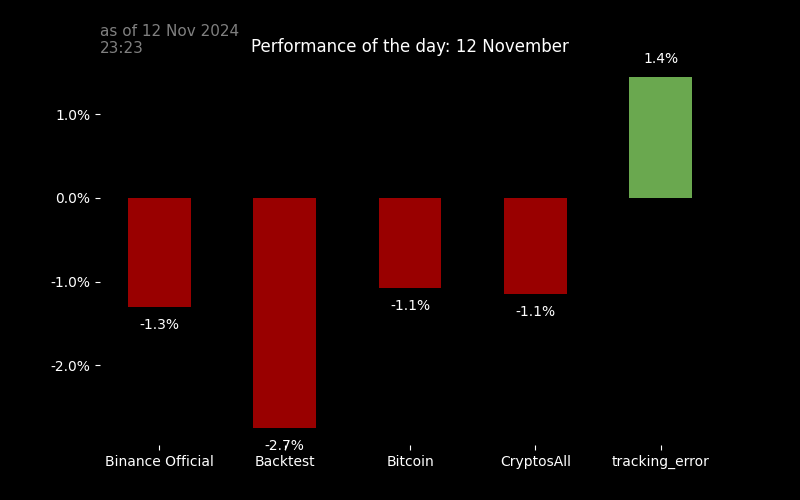 as of 12 Nov 2024
23:23
Performance of the day: 12 November
1.4%
1.0%
0.0%
-1.0%
-2.0%
-1.3%
-2.7%
-1.1%
-1.1%
Binance Official
Backtest
Bitcoin
CryptosAll
tracking_error